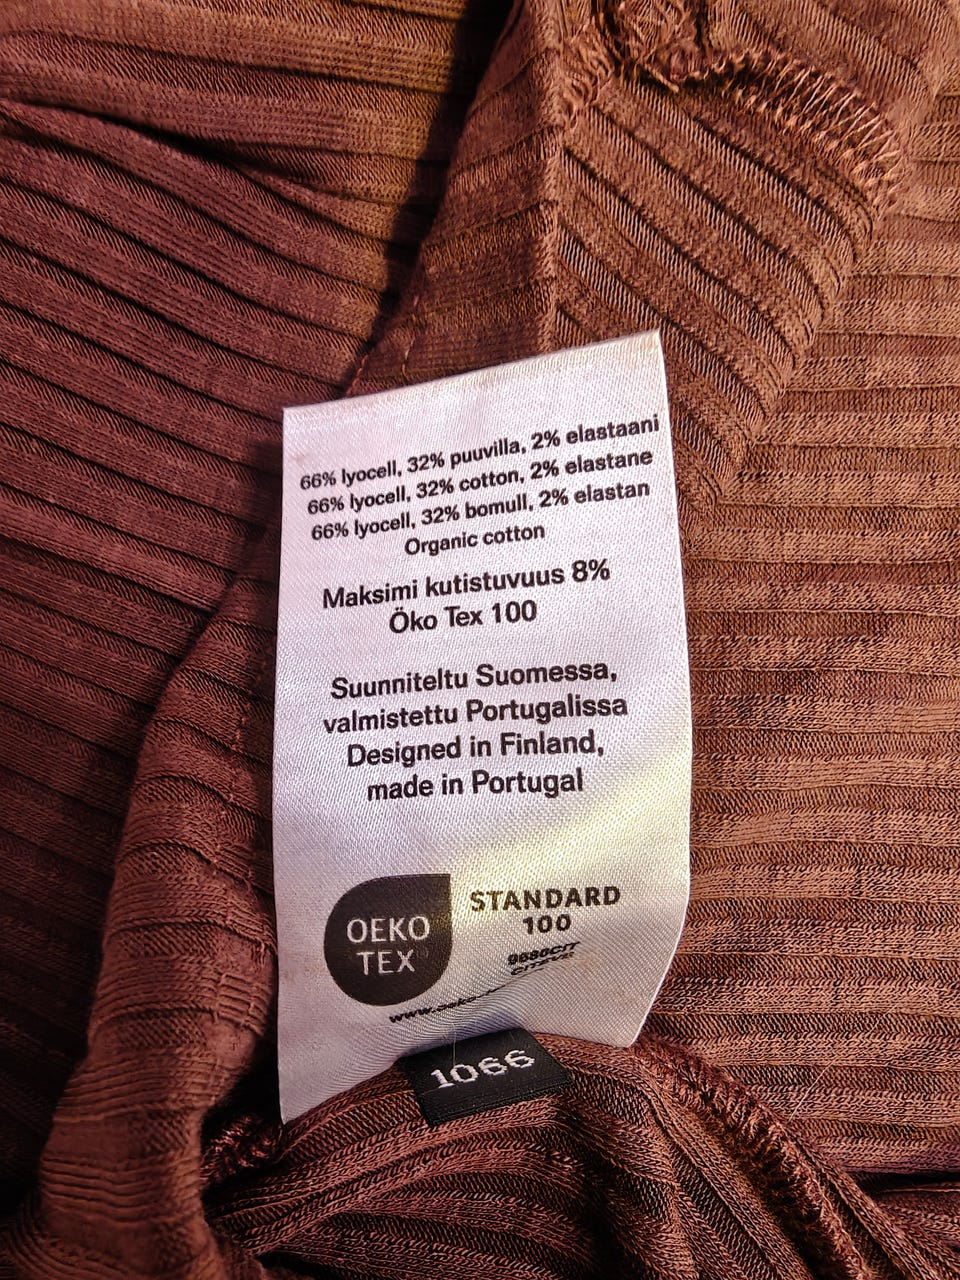 66% lyocell, 32% puuvilla, 2% elastaani
66% lyocell, 32% cotton, 2% elastane
66% lyocell, 32% bomull, 2% elastan
Organic cotton
Maksimi kutistuvuus 8%
Öko Tex 100
Suunniteltu Suomessa,
valmistettu Portugalissa
Designed in Finland,
made in Portugal
OEKO
TEX®
STANDARD
100
9680CIT
CITEVE
1066